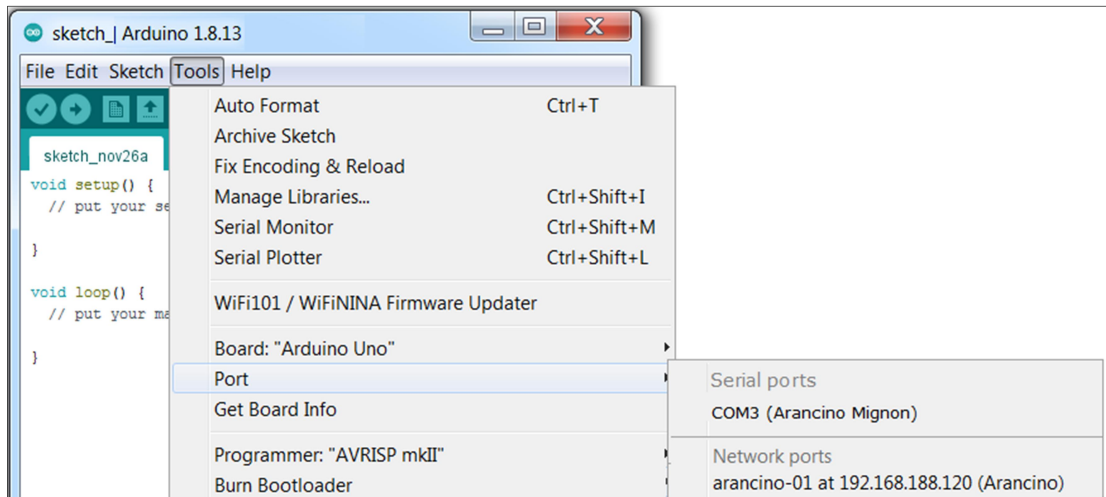 sketch_| Arduino 1.8.13
File Edit Sketch Tools Help
sketch_nov26a
void setup() {
// put your se
}
void loop() {
// put your ma
}
Auto Format Ctrl+T
Archive Sketch
Fix Encoding & Reload
Manage Libraries... Ctrl+Shift+I
Serial Monitor Ctrl+Shift+M
Serial Plotter Ctrl+Shift+L
WiFi101 / WiFiNINA Firmware Updater
Board: "Arduino Uno"
Port
Get Board Info
Programmer: "AVRISP mkII"
Burn Bootloader
Serial ports
COM3 (Arancino Mignon)
Network ports
arancino-01 at 192.168.188.120 (Arancino)